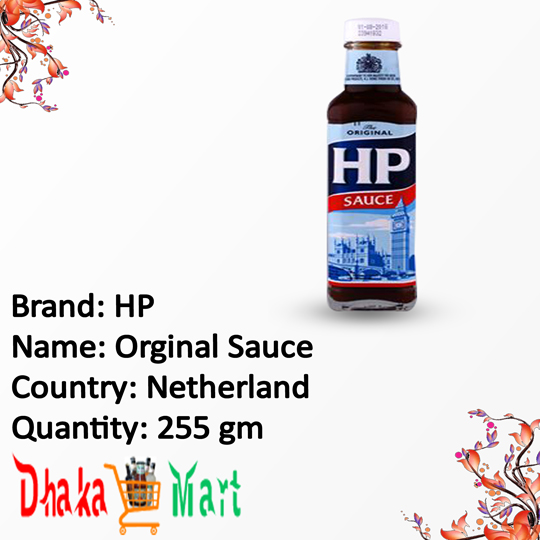 The
ORIGINAL
HP
SAUCE
Brand: HP
Name: Orginal Sauce
Country: Netherland
Quantity: 255 gm
Dhaka Mart